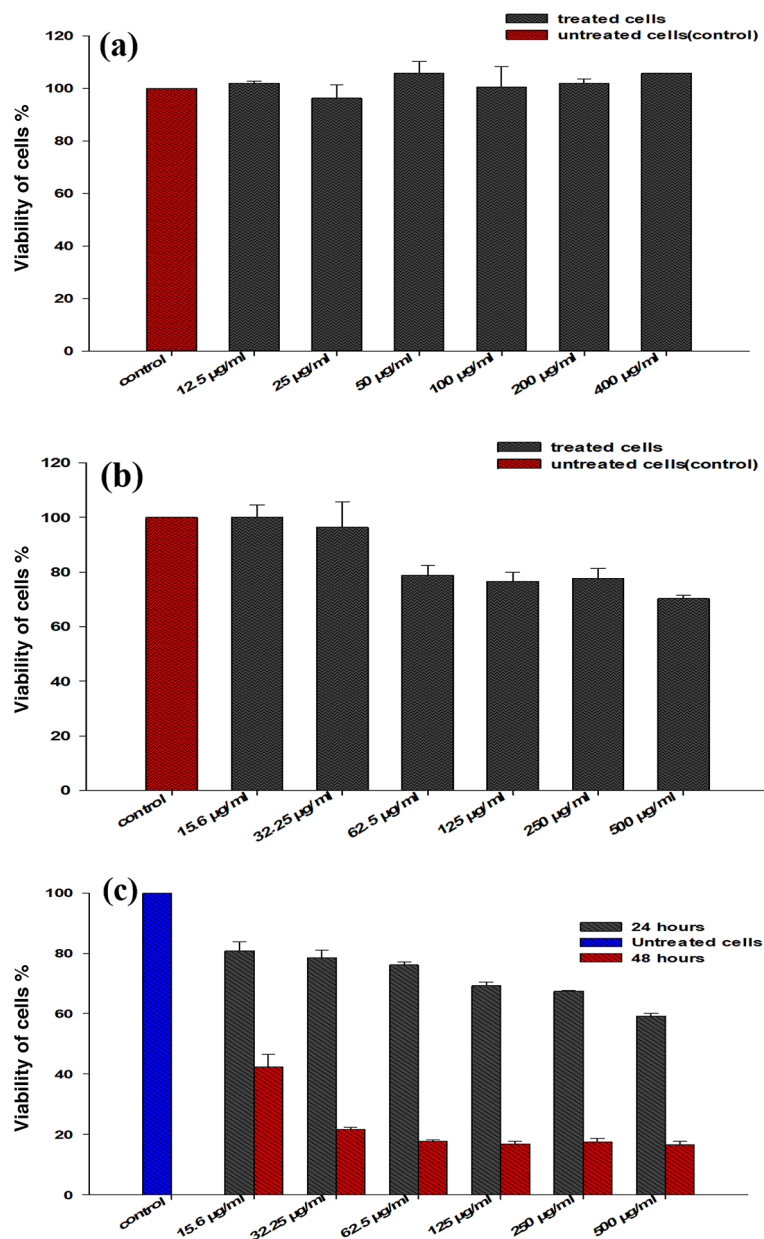 (a)
treated cells
untreated cells(control)
Viability of cells %
120
100
80
60
40
20
0
control
12.5 µg/ml
25 µg/ml
50 µg/ml
100 µg/ml
200 µg/ml
400 µg/ml
(b)
treated cells
untreated cells(control)
Viability of cells %
120
100
80
60
40
20
0
control
15.6 µg/ml
32.25 µg/ml
62.5 µg/ml
125 µg/ml
250 µg/ml
500 µg/ml
(c)
24 hours
Untreated cells
48 hours
Viability of cells %
100
80
60
40
20
0
control
15.6 µg/ml
32.25 µg/ml
62.5 µg/ml
125 µg/ml
250 µg/ml
500 µg/ml